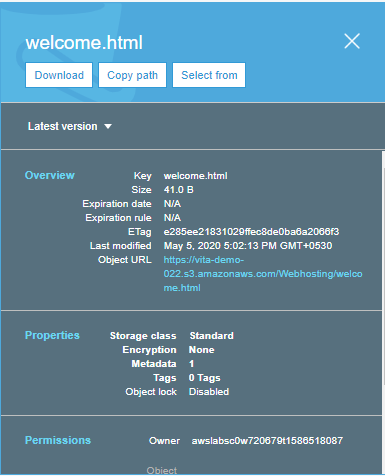 welcome.html
Download Copy path Select from
Latest version
Overview Key welcome.html
Size 41.0 B
Expiration date N/A
Expiration rule N/A
ETag e285ee21831029ffec8de0ba6a2066f3
Last modified May 5, 2020 5:02:13 PM GMT+0530
Object URL https://vita-demo-
022.s3.amazonaws.com/Webhosting/welco
me.html
Properties Storage class Standard
Encryption None
Metadata 1
Tags 0 Tags
Object lock Disabled
Permissions Owner awslabsc0w720679t1586518087
Object